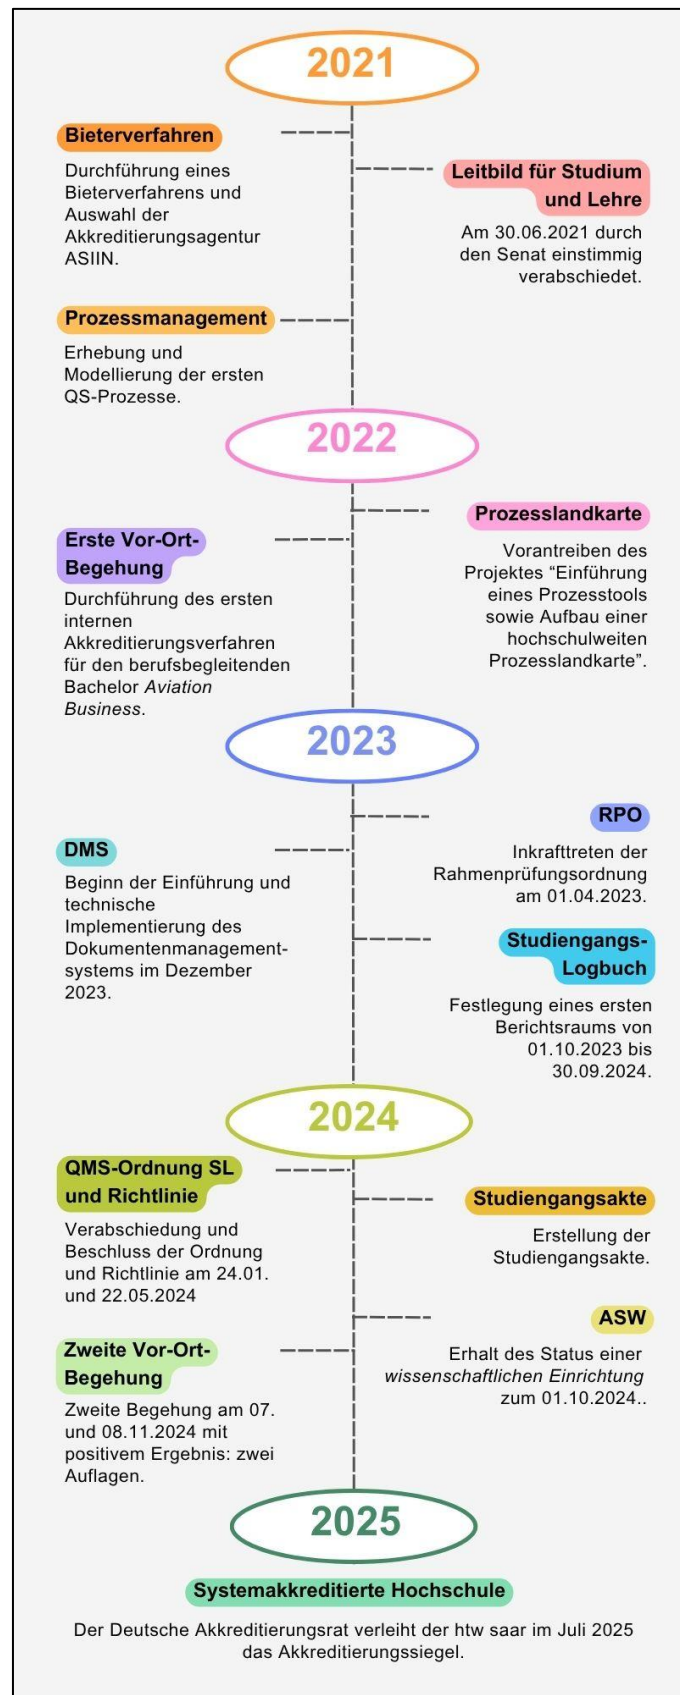 2021
Bieterverfahren
Durchführung eines
Bieterverfahrens und
Auswahl der
Akkreditierungsagentur
ASIIN.
Leitbild für Studium
und Lehre
Am 30.06.2021 durch
den Senat einstimmig
verabschiedet.
Prozessmanagement
Erhebung und
Modellierung der ersten
QS-Prozesse.
2022
Prozesslandkarte
Vorantreiben des
Projektes “Einführung
eines Prozesstools
sowie Aufbau einer
hochschulweiten
Prozesslandkarte”.
Erste Vor-Ort-
Begehung
Durchführung des ersten
internen
Akkreditierungsverfahren
für den berufsbegleitenden
Bachelor Aviation
Business.
2023
RPO
Inkrafttreten der
Rahmenprüfungsordnung
am 01.04.2023.
DMS
Beginn der Einführung und
technische
Implementierung des
Dokumentenmanagement-
systems im Dezember
2023.
Studiengangs-
Logbuch
Festlegung eines ersten
Berichtsraums von
01.10.2023 bis
30.09.2024.
2024
QMS-Ordnung SL
und Richtlinie
Verabschiedung und
Beschluss der Ordnung
und Richtlinie am 24.01.
und 22.05.2024
Studiengangsakte
Erstellung der
Studiengangsakte.
ASW
Erhalt des Status einer
wissenschaftlichen Einrichtung
zum 01.10.2024..
Zweite Vor-Ort-
Begehung
Zweite Begehung am 07.
und 08.11.2024 mit
positivem Ergebnis: zwei
Auflagen.
2025
Systemakkreditierte Hochschule
Der Deutsche Akkreditierungsrat verleiht der htw saar im Juli 2025
das Akkreditierungssiegel.